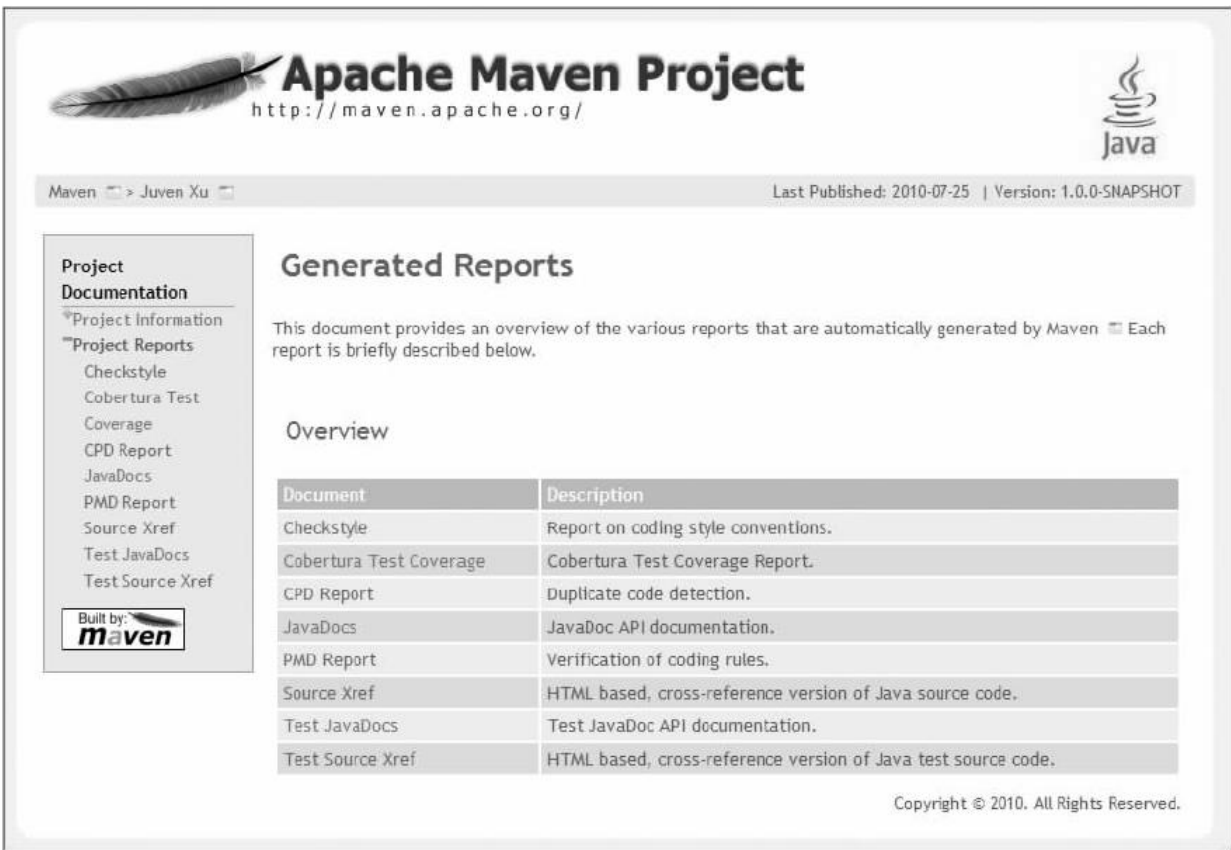 Apache Maven Project
http://maven.apache.org/
Java
Maven > Juven Xu
Last Published: 2010-07-25 | Version: 1.0.0-SNAPSHOT
Project
Documentation
Project Information
Project Reports
Checkstyle
Cobertura Test
Coverage
CPD Report
JavaDocs
PMD Report
Source Xref
Test JavaDocs
Test Source Xref
Built by:
maven
Generated Reports
This document provides an overview of the various reports that are automatically generated by Maven Each
report is briefly described below.
Overview
Document Description
Checkstyle Report on coding style conventions.
Cobertura Test Coverage Cobertura Test Coverage Report.
CPD Report Duplicate code detection.
JavaDocs JavaDoc API documentation.
PMD Report Verification of coding rules.
Source Xref HTML based, cross-reference version of Java source code.
Test JavaDocs Test JavaDoc API documentation.
Test Source Xref HTML based, cross-reference version of Java test source code.
Copyright © 2010. All Rights Reserved.